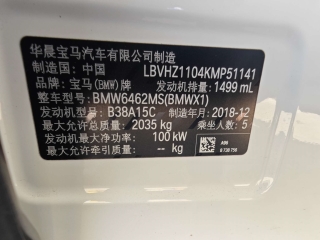 华晨宝马汽车有限公司制造
制造国: 中国 LBVHZ1104KMP51141
品牌: 宝马(BMW)牌 发动机排量: 1499 mL
整车型号: BMW6462MS(BMWX1)
发动机型号: B38A15C 制造年月: 2018-12
最大允许总质量: 2035 kg 乘坐人数: 5
发动机最大净功率: 100 kW
最大允许牵引质量: -- kg